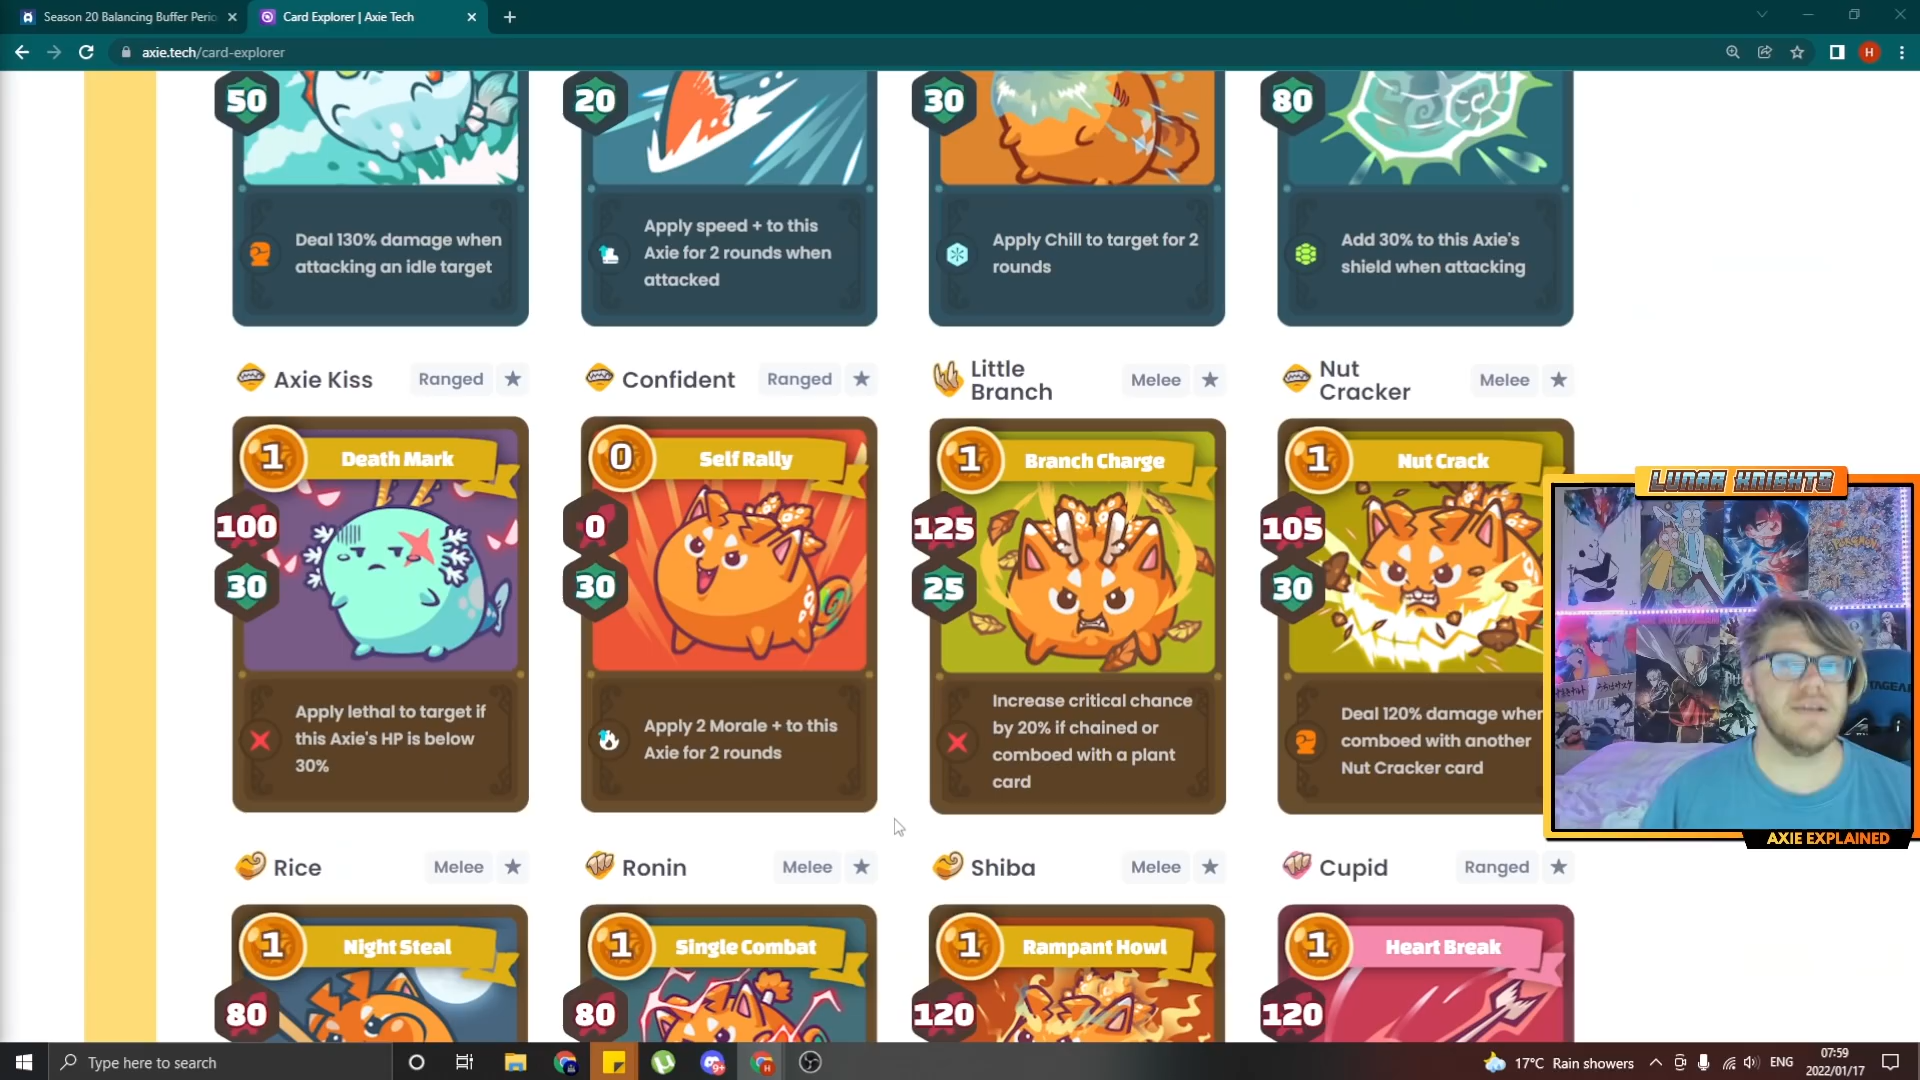 Season 20 Balancing Buffer Perio
Card Explorer | Axie Tech
axie.tech/card-explorer
H
50
20
30
80
Deal 130% damage when
attacking an idle target
Apply speed + to this
Axie for 2 rounds when
attacked
Apply Chill to target for 2
rounds
Add 30% to this Axie's
shield when attacking
Axie Kiss
Ranged
Confident
Ranged
Little
Branch
Melee
Nut
Cracker
Melee
1
Death Mark
100
30
Apply lethal to target if
this Axie's HP is below
30%
0
Self Rally
0
30
Apply 2 Morale + to this
Axie for 2 rounds
1
Branch Charge
125
25
Increase critical chance
by 20% if chained or
comboed with a plant
card
1
Nut Crack
105
30
Deal 120% damage when
comboed with another
Nut Cracker card
LUNAR KNIGHTS
AXIE EXPLAINED
Rice
Melee
Ronin
Melee
Shiba
Melee
Cupid
Ranged
1
Night Steal
80
1
Single Combat
80
1
Rampant Howl
120
1
Heart Break
120
Type here to search
9+
H
17°C Rain showers
ENG
07:59
2022/01/17